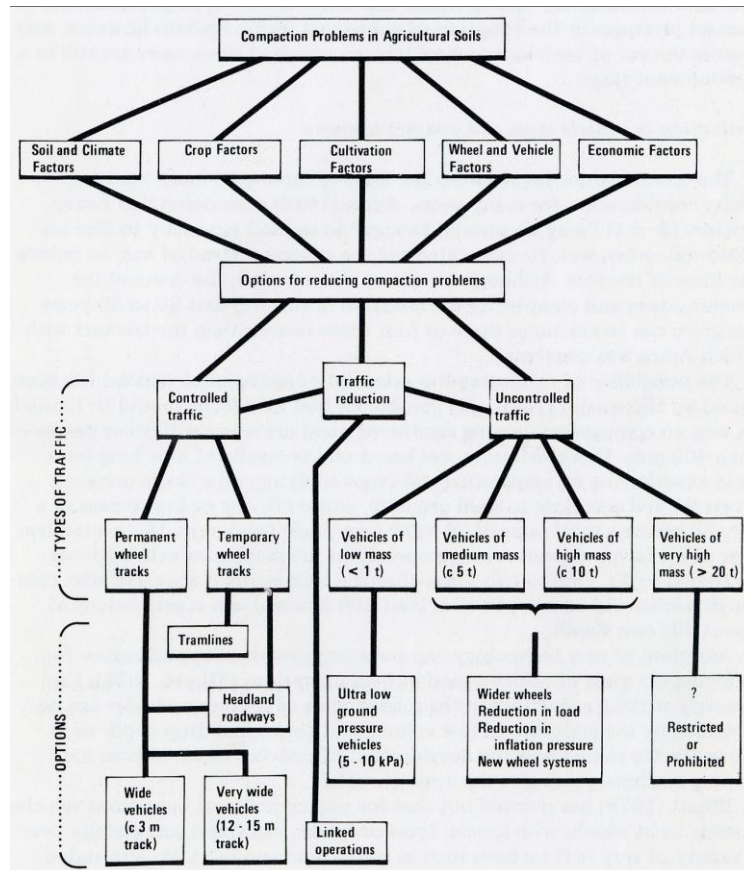 Compaction Problems in Agricultural Soils
Soil and Climate
Factors
Crop Factors
Cultivation
Factors
Wheel and Vehicle
Factors
Economic Factors
Options for reducing compaction problems
Controlled
traffic
Traffic
reduction
Uncontrolled
traffic
TYPES OF TRAFFIC
Permanent
wheel
tracks
Temporary
wheel
tracks
Vehicles of
low mass
( < 1 t )
Vehicles of
medium mass
( c 5 t )
Vehicles of
high mass
( c 10 t )
Vehicles of
very high
mass ( > 20 t )
OPTIONS
Tramlines
Headland
roadways
Ultra low
ground
pressure
vehicles
(5 - 10 kPa)
Wider wheels
Reduction in load
Reduction in
inflation pressure
New wheel systems
?
Restricted
or
Prohibited
Wide
vehicles
(c 3 m
track)
Very wide
vehicles
(12 - 15 m
track)
Linked
operations